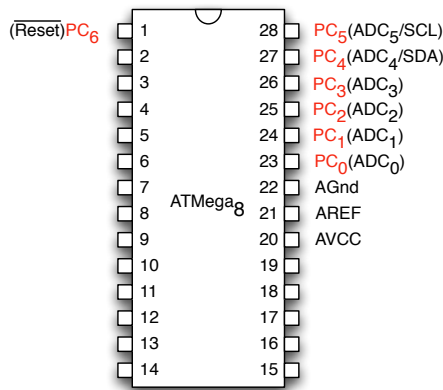 (Reset)PC6 1 28 PC5(ADC5/SCL)
2 27 PC4(ADC4/SDA)
3 26 PC3(ADC3)
4 25 PC2(ADC2)
5 24 PC1(ADC1)
6 23 PC0(ADC0)
7 22 AGnd
8 ATMega8 21 AREF
9 20 AVCC
10 19
11 18
12 17
13 16
14 15